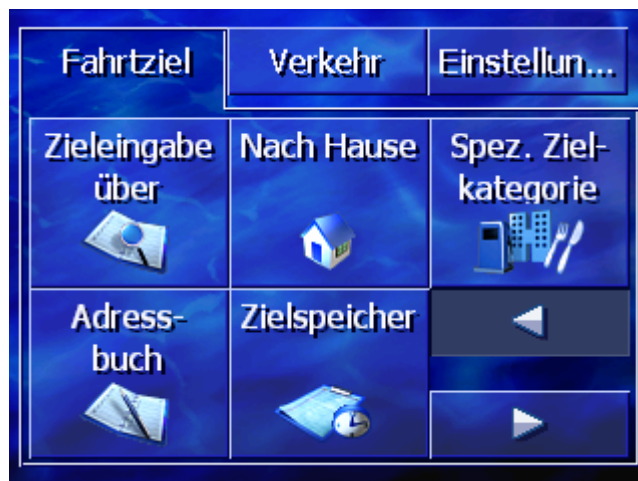 Fahrtziel
Verkehr
Einstellun...
Zieleingabe
über
Nach Hause
Spez. Ziel-
kategorie
Adress-
buch
Zielspeicher